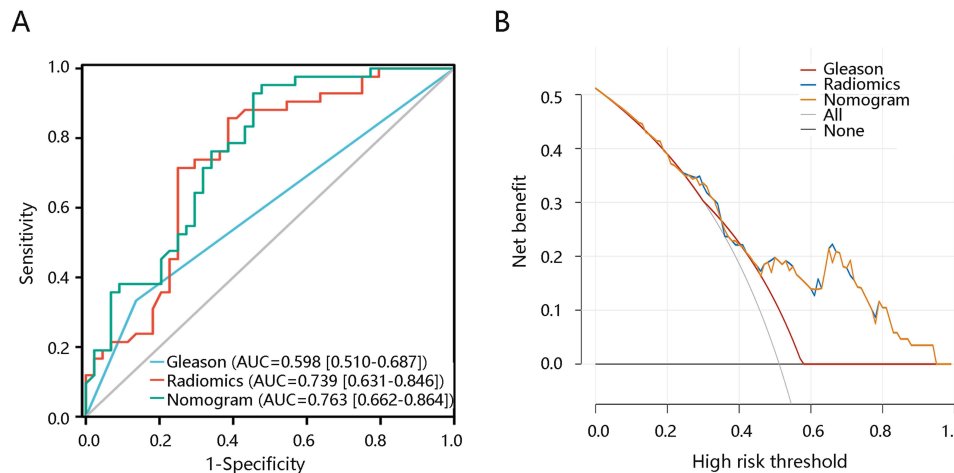 A
1.0
0.8
0.6
0.4
0.2
0.0
Sensitivity
Gleason (AUC=0.598 [0.510-0.687])
Radiomics (AUC=0.739 [0.631-0.846])
Nomogram (AUC=0.763 [0.662-0.864])
0.0 0.2 0.4 0.6 0.8 1.0
1-Specificity
B
Gleason
Radiomics
Nomogram
All
None
0.5
0.4
0.3
0.2
0.1
0.0
Net benefit
0.0 0.2 0.4 0.6 0.8 1.
High risk threshold